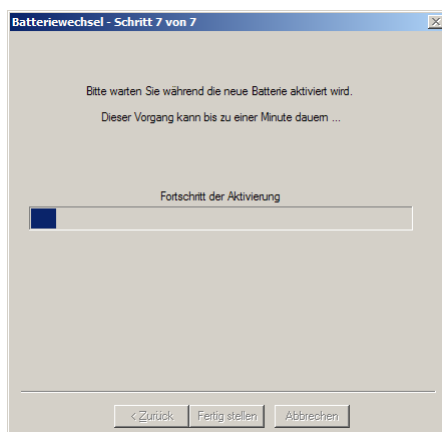 Batteriewechsel - Schritt 7 von 7
Bitte warten Sie während die neue Batterie aktiviert wird.
Dieser Vorgang kann bis zu einer Minute dauern ...
Fortschritt der Aktivierung
< Zurück
Fertig stellen
Abbrechen